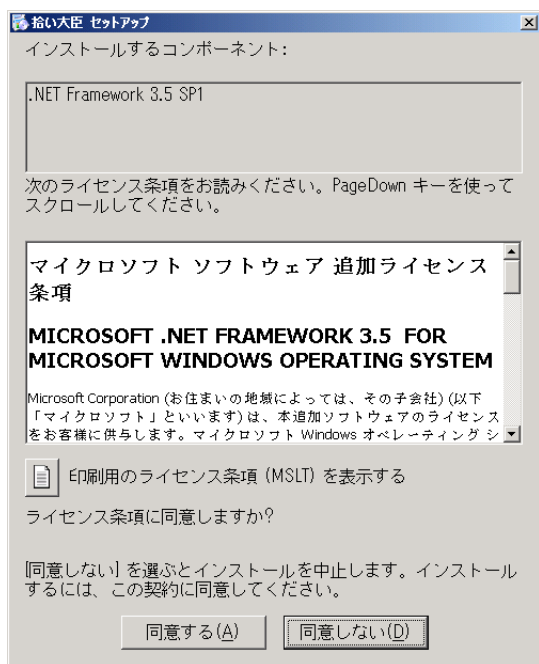 拾い大臣 セットアップ
インストールするコンポーネント:
.NET Framework 3.5 SP1
次のライセンス条項をお読みください。PageDown キーを使って
スクロールしてください。
マイクロソフト ソフトウェア 追加ライセンス
条項
MICROSOFT .NET FRAMEWORK 3.5 FOR
MICROSOFT WINDOWS OPERATING SYSTEM
Microsoft Corporation (お住まいの地域によっては、その子会社) (以下
「マイクロソフト」といいます) は、本追加ソフトウェアのライセンス
をお客様に供与します。マイクロソフト Windows オペレーティング シ
印刷用のライセンス条項 (MSLT) を表示する
ライセンス条項に同意しますか?
[同意しない] を選ぶとインストールを中止します。インストール
するには、この契約に同意してください。
同意する(A)
同意しない(D)